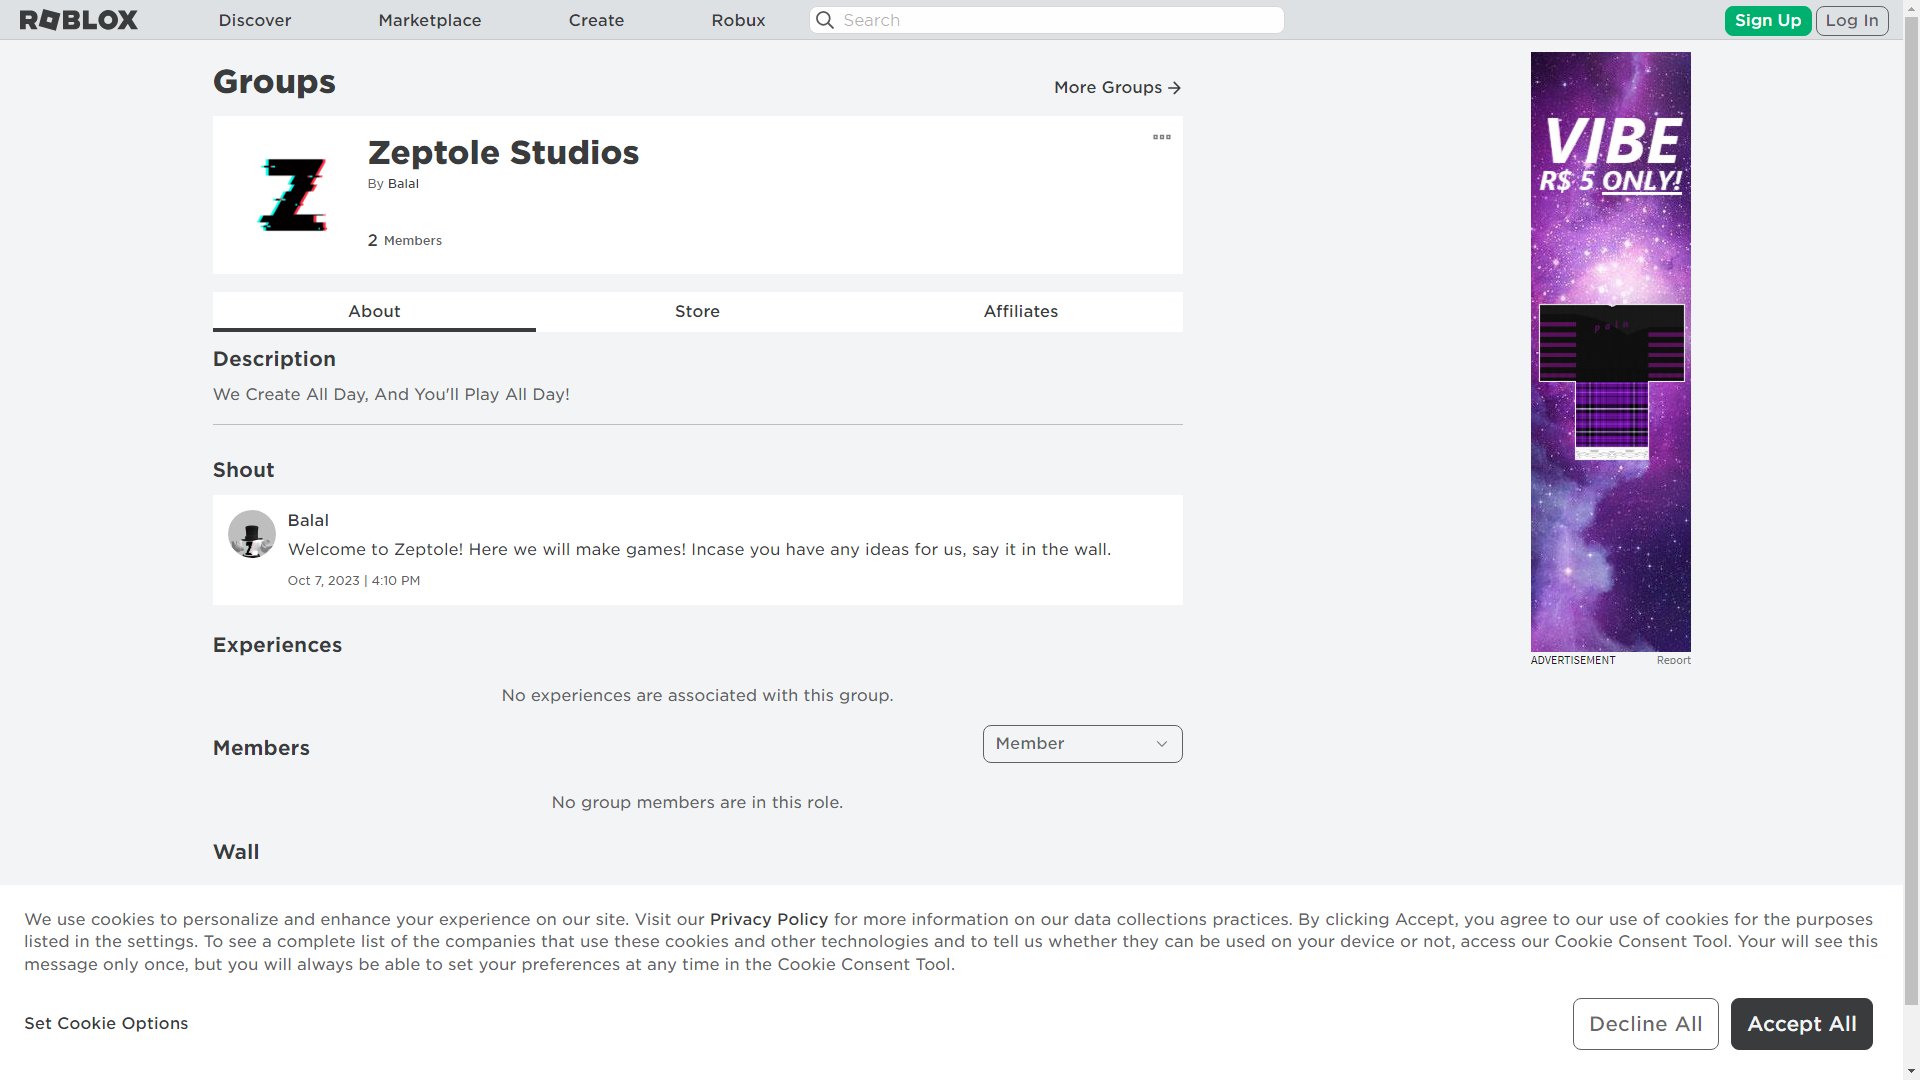 ROBLOX
Discover
Marketplace
Create
Robux
Search
Sign Up
Log In
Groups
More Groups
Zeptole Studios
By Balal
2 Members
About
Store
Affiliates
Description
We Create All Day, And You'll Play All Day!
Shout
Balal
Welcome to Zeptole! Here we will make games! Incase you have any ideas for us, say it in the wall.
Oct 7, 2023 | 4:10 PM
Experiences
No experiences are associated with this group.
Members
Member
No group members are in this role.
Wall
VIBE
R$ 5 ONLY!
pain
ADVERTISEMENT
Report
We use cookies to personalize and enhance your experience on our site. Visit our Privacy Policy for more information on our data collections practices. By clicking Accept, you agree to our use of cookies for the purposes
listed in the settings. To see a complete list of the companies that use these cookies and other technologies and to tell us whether they can be used on your device or not, access our Cookie Consent Tool. Your will see this
message only once, but you will always be able to set your preferences at any time in the Cookie Consent Tool.
Set Cookie Options
Decline All
Accept All